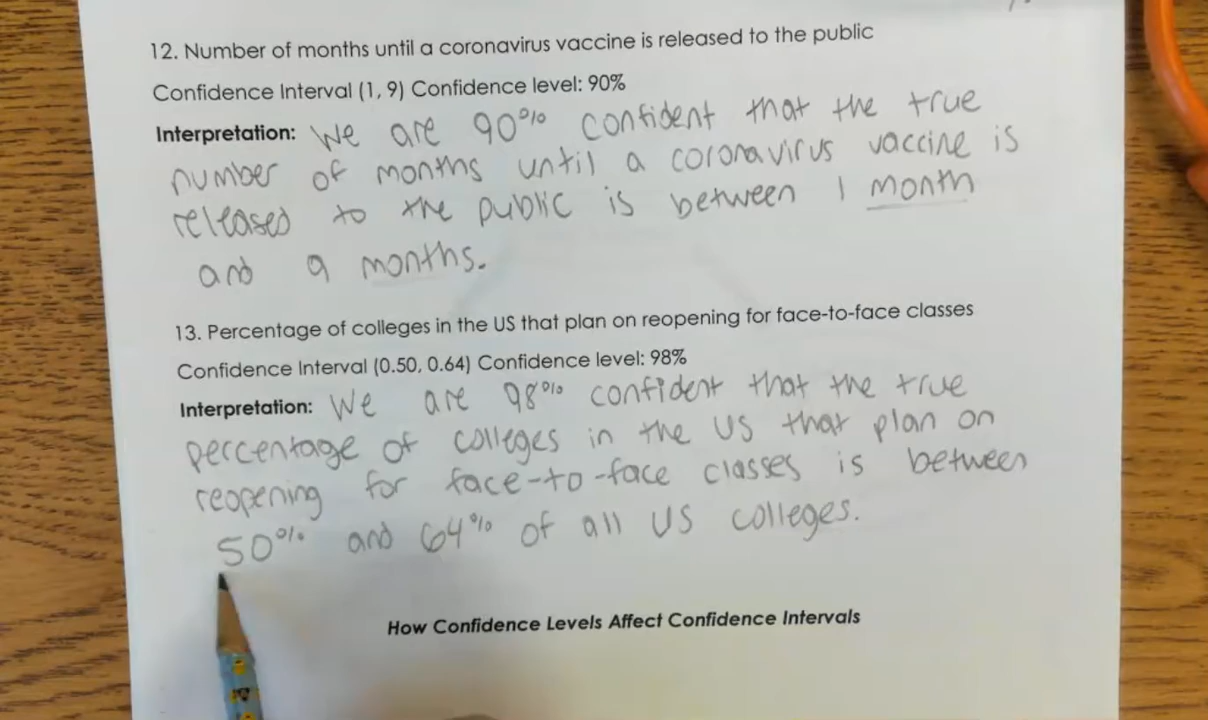 12. Number of months until a coronavirus vaccine is released to the public
Confidence Interval (1, 9) Confidence level: 90%
Interpretation: We are 90% confident that the true
number of months until a coronavirus vaccine is
released to the public is between 1 month
and 9 months.
13. Percentage of colleges in the US that plan on reopening for face-to-face classes
Confidence Interval (0.50, 0.64) Confidence level: 98%
Interpretation: We are 98% confident that the true
percentage of colleges in the US that plan on
reopening for face-to-face classes is between
50% and 64% of all US colleges.
How Confidence Levels Affect Confidence Intervals